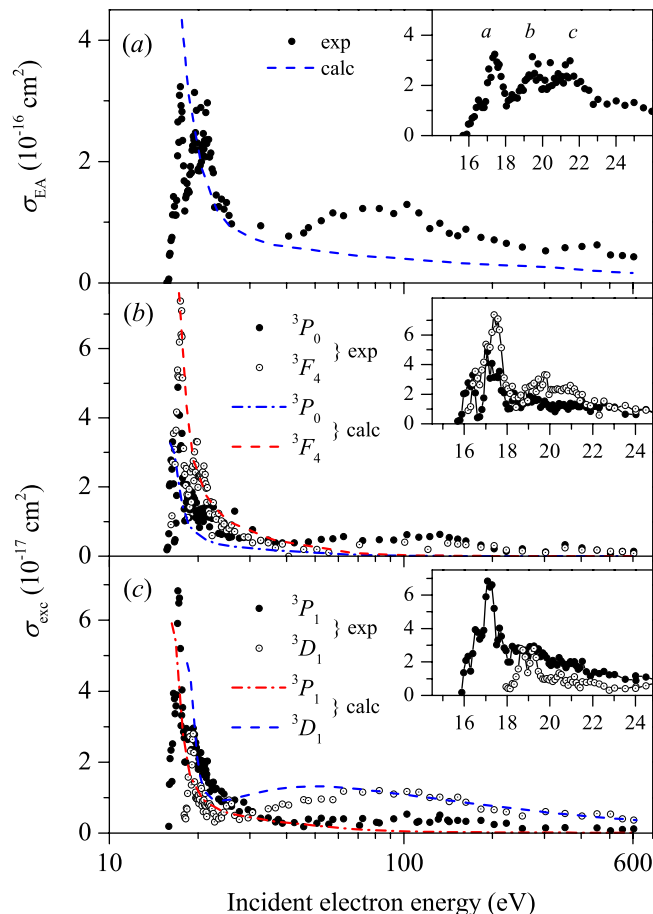 (a)
exp
calc
a b c
3
2
1
0
16 18 20 22 24
4
2
0
σEA (10⁻¹⁶ cm²)
(b)
³P₀
³F₄
} exp
³P₀
³F₄
} calc
6
4
2
0
16 18 20 22 24
6
4
2
0
(c)
³P₁
³D₁
} exp
³P₁
³D₁
} calc
6
4
2
0
16 18 20 22 24
6
4
2
0
σexc (10⁻¹⁷ cm²)
10 100 600
Incident electron energy (eV)